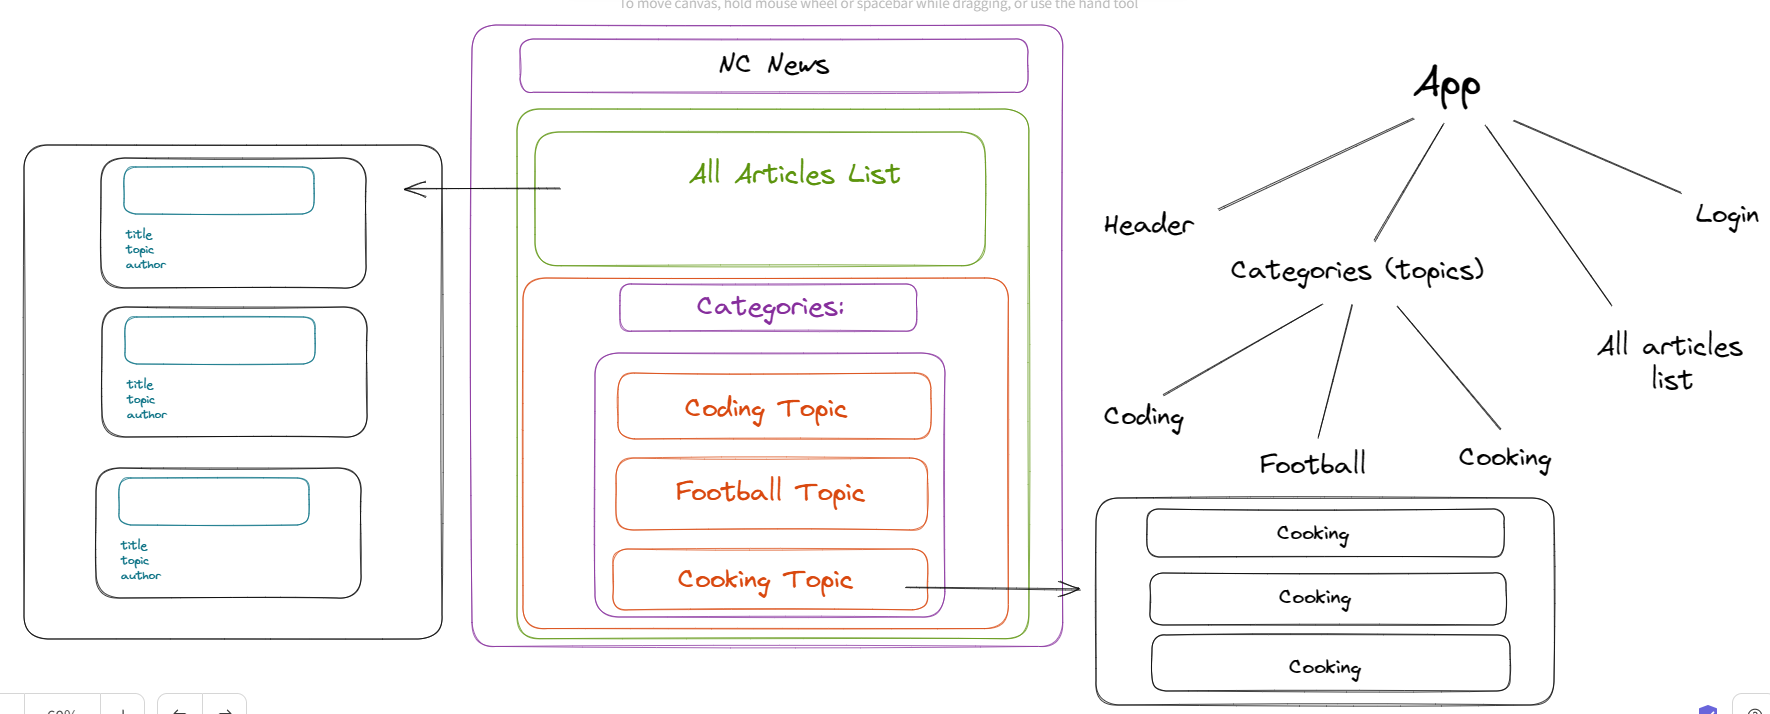 To move canvas, hold mouse wheel or spacebar while dragging, or use the hand tool
title
topic
author
title
topic
author
title
topic
author
NC News
All Articles List
Categories:
Coding Topic
Football Topic
Cooking Topic
App
Header
Categories (topics)
Login
All articles
list
Coding
Football
Cooking
Cooking
Cooking
Cooking